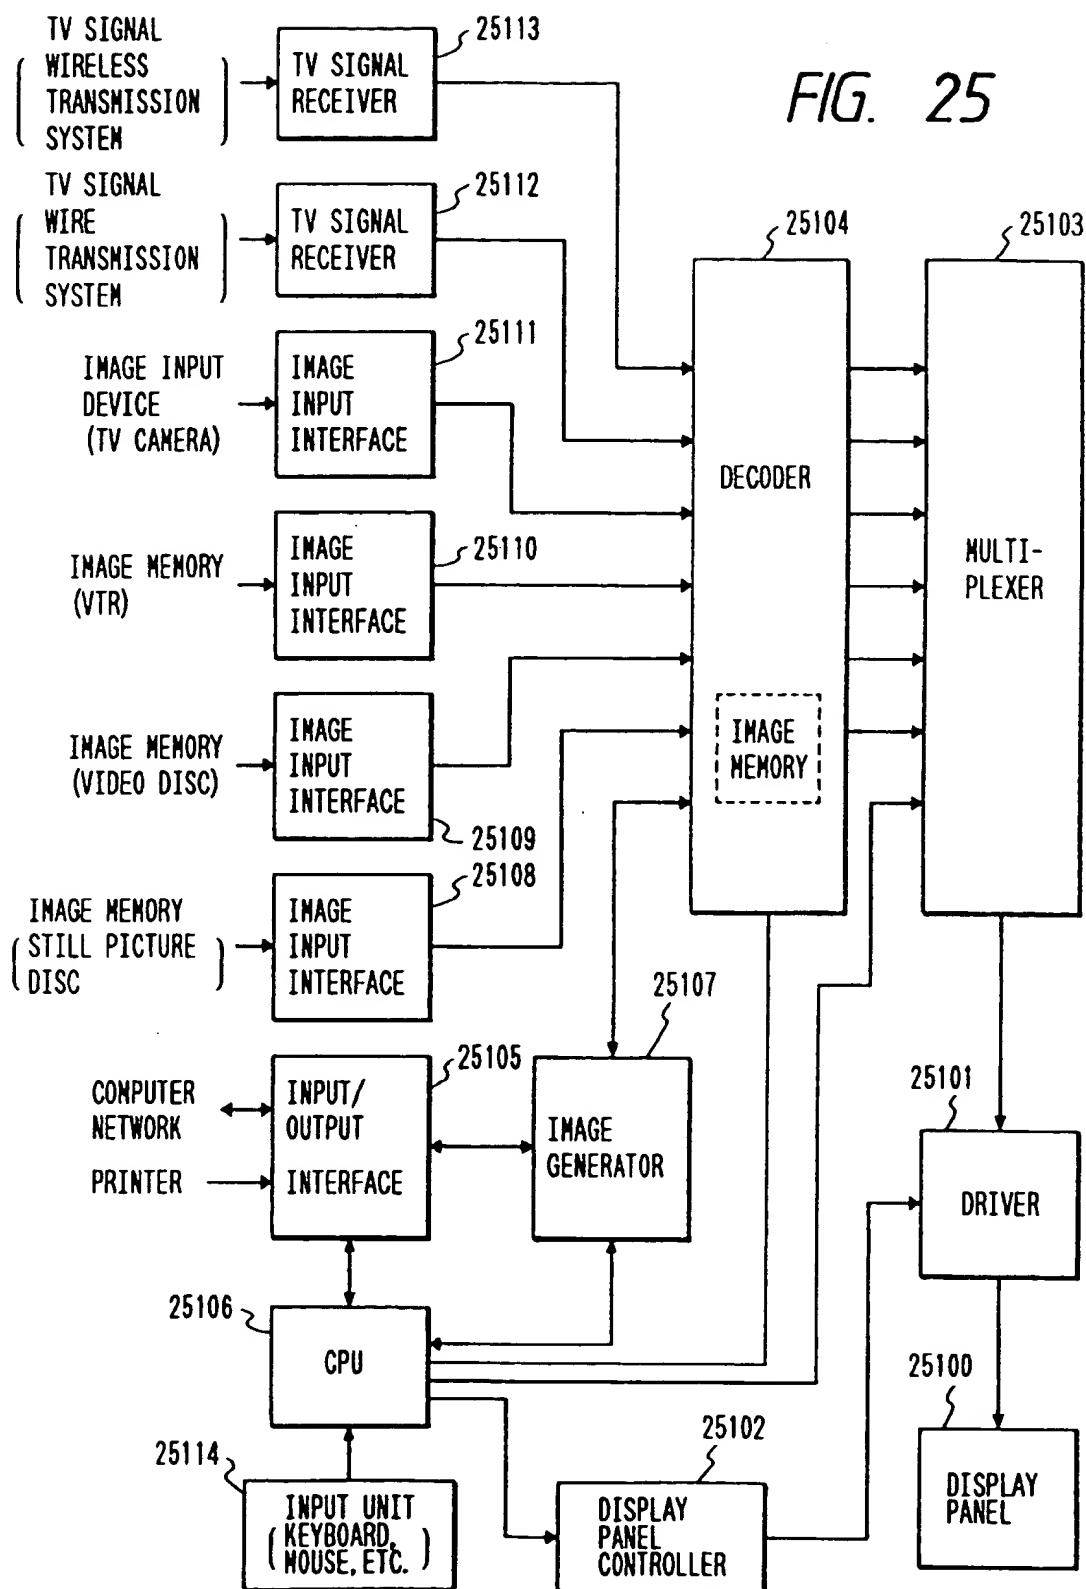 FIG. 25
TV SIGNAL
WIRELESS
TRANSMISSION
SYSTEM
25113
TV SIGNAL
RECEIVER
TV SIGNAL
WIRE
TRANSMISSION
SYSTEM
25112
TV SIGNAL
RECEIVER
25104
25103
IMAGE INPUT
DEVICE
(TV CAMERA)
25111
IMAGE
INPUT
INTERFACE
DECODER
MULTI-
PLEXER
IMAGE MEMORY
(VTR)
25110
IMAGE
INPUT
INTERFACE
IMAGE MEMORY
(VIDEO DISC)
IMAGE
INPUT
INTERFACE
25109
IMAGE
MEMORY
IMAGE MEMORY
(STILL PICTURE
DISC)
25108
IMAGE
INPUT
INTERFACE
25107
COMPUTER
NETWORK
PRINTER
25105
INPUT/
OUTPUT
INTERFACE
IMAGE
GENERATOR
25101
DRIVER
25106
CPU
25100
DISPLAY
PANEL
25114
INPUT UNIT
(KEYBOARD,
MOUSE, ETC.)
25102
DISPLAY
PANEL
CONTROLLER